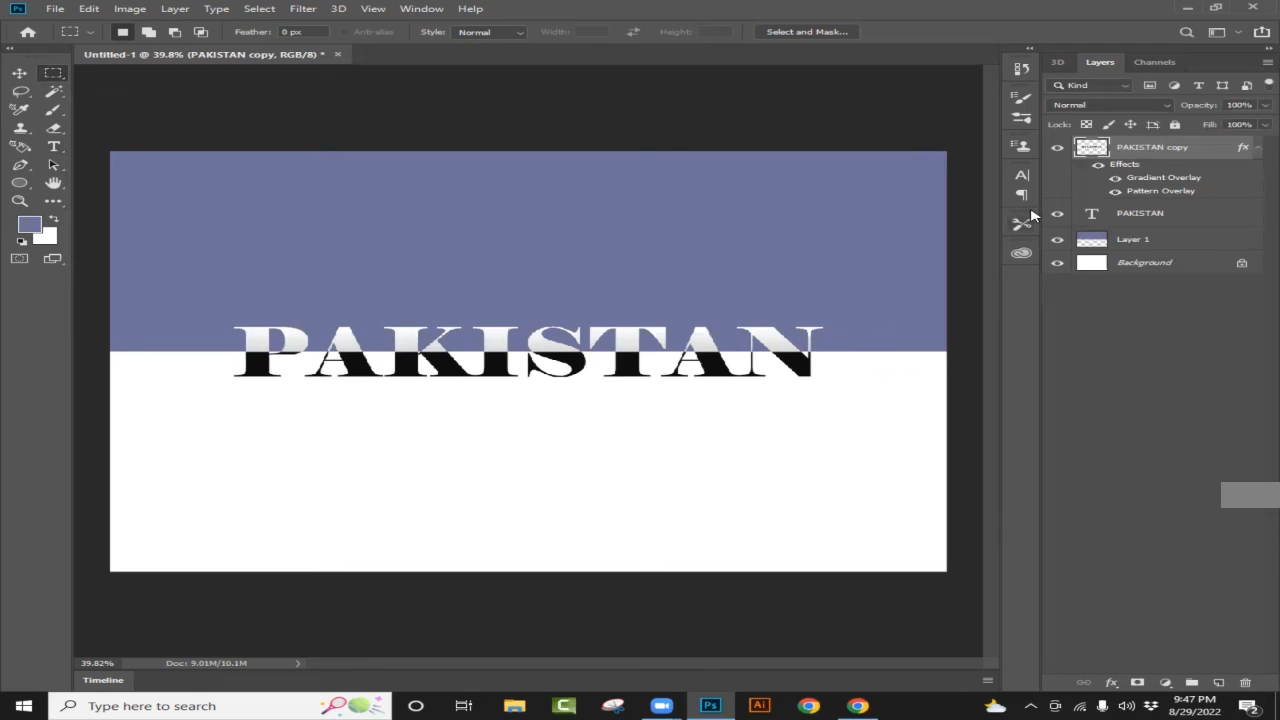 Ps File Edit Image Layer Type Select Filter 3D View Window Help
Feather: 0 px Anti-alias Style: Normal Width: Height: Select and Mask...
Untitled-1 @ 39.8% (PAKISTAN copy, RGB/8) * ×
3D Layers Channels
Kind
Normal Opacity: 100%
Lock: Fill: 100%
PAKISTAN copy fx
Effects
Gradient Overlay
Pattern Overlay
PAKISTAN
Layer 1
Background
PAKISTAN
39.82% Doc: 9.01M/10.1M
Timeline
Type here to search
Ps Ai
9:47 PM
8/29/2022
2